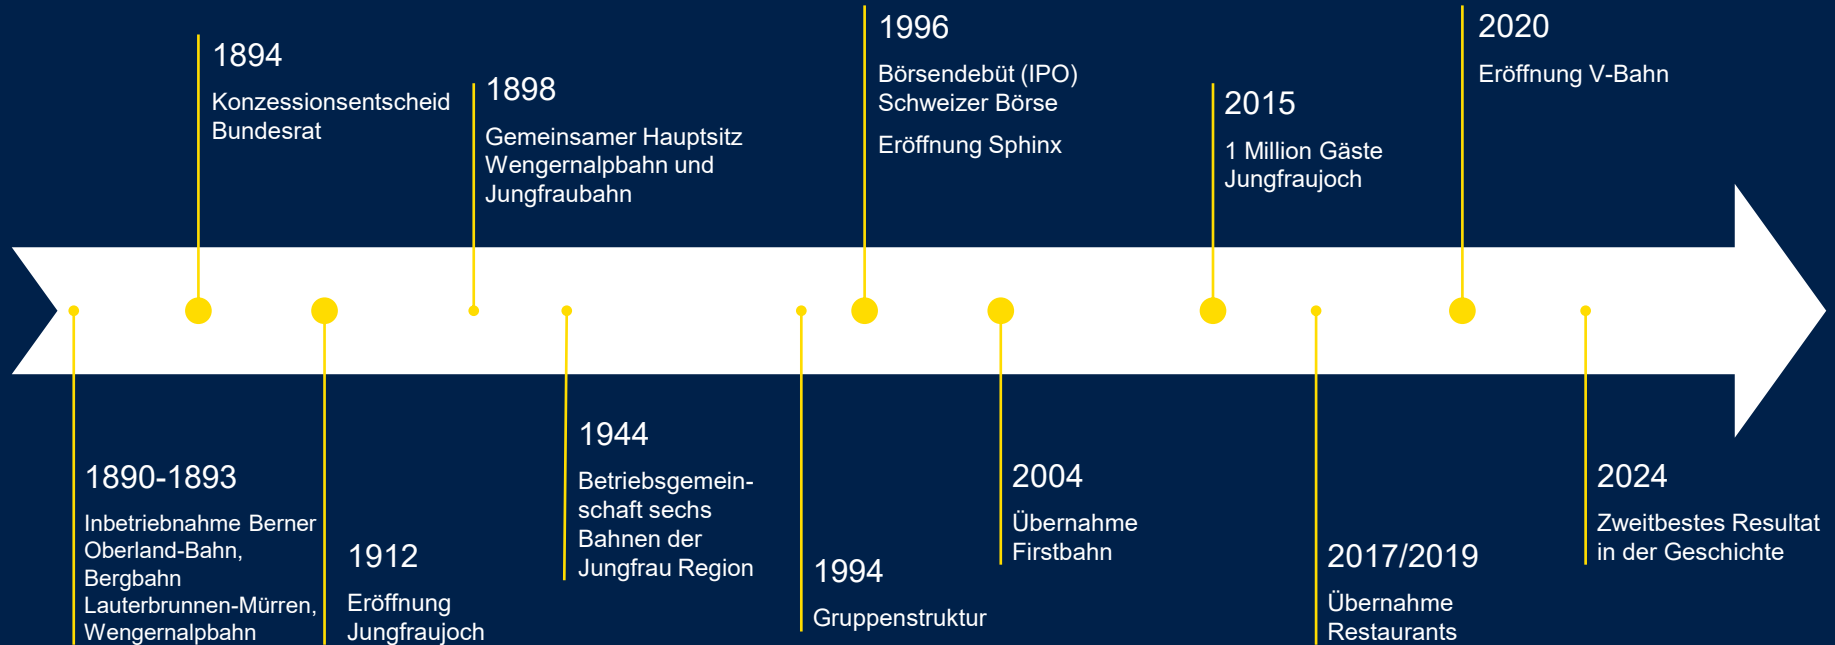 1894
Konzessionsentscheid
Bundesrat
1898
Gemeinsamer Hauptsitz
Wengernalpbahn und
Jungfraubahn
1996
Börsendebüt (IPO)
Schweizer Börse
Eröffnung Sphinx
2015
1 Million Gäste
Jungfraujoch
2020
Eröffnung V-Bahn
1890-1893
Inbetriebnahme Berner
Oberland-Bahn,
Bergbahn
Lauterbrunnen-Mürren,
Wengernalpbahn
1912
Eröffnung
Jungfraujoch
1944
Betriebsgemein-
schaft sechs
Bahnen der
Jungfrau Region
1994
Gruppenstruktur
2004
Übernahme
Firstbahn
2017/2019
Übernahme
Restaurants
2024
Zweitbestes Resultat
in der Geschichte